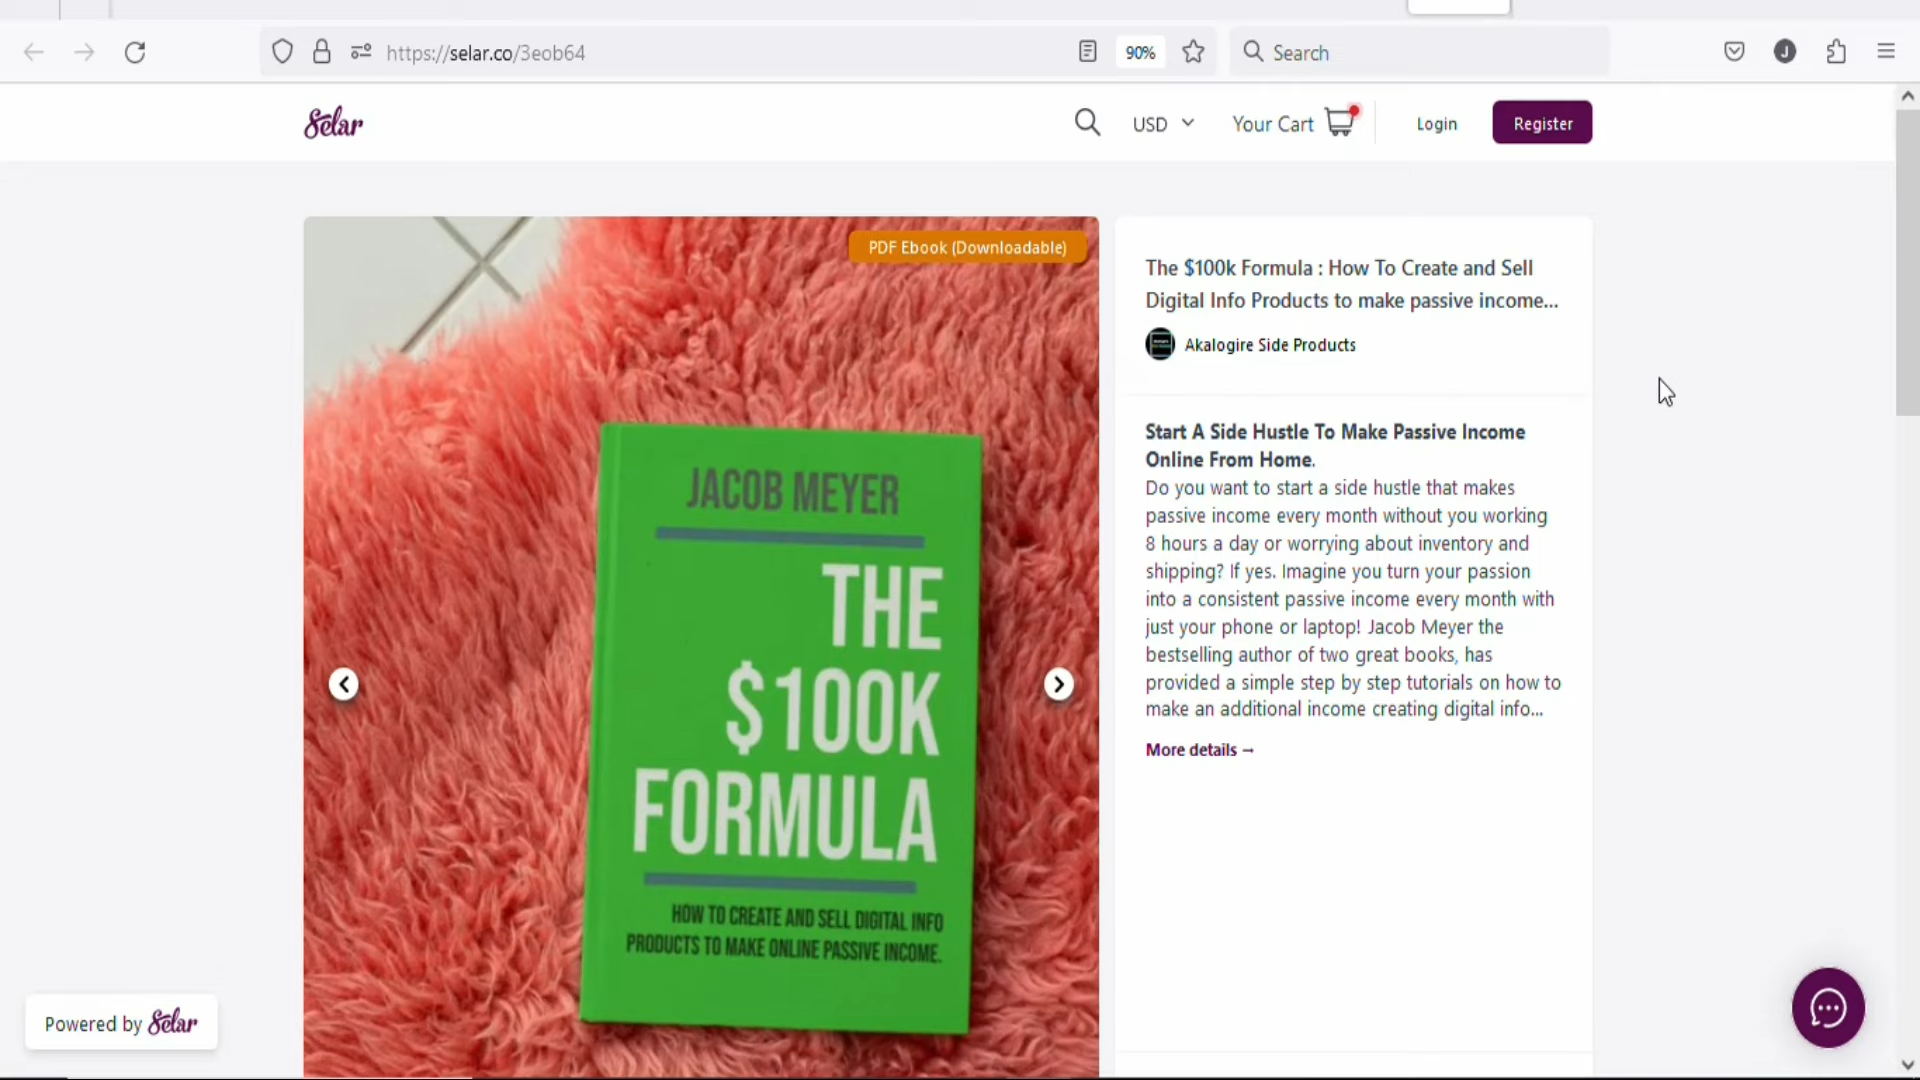 https://selar.co/3eob64
90%
Search
J
Selar
USD
Your Cart
Login
Register
PDF Ebook (Downloadable)
JACOB MEYER
THE
$100K
FORMULA
HOW TO CREATE AND SELL DIGITAL INFO
PRODUCTS TO MAKE ONLINE PASSIVE INCOME.
The $100k Formula : How To Create and Sell
Digital Info Products to make passive income...
Akalogire Side Products
Start A Side Hustle To Make Passive Income
Online From Home.
Do you want to start a side hustle that makes
passive income every month without you working
8 hours a day or worrying about inventory and
shipping? If yes. Imagine you turn your passion
into a consistent passive income every month with
just your phone or laptop! Jacob Meyer the
bestselling author of two great books, has
provided a simple step by step tutorials on how to
make an additional income creating digital info...
More details →
Powered by Selar